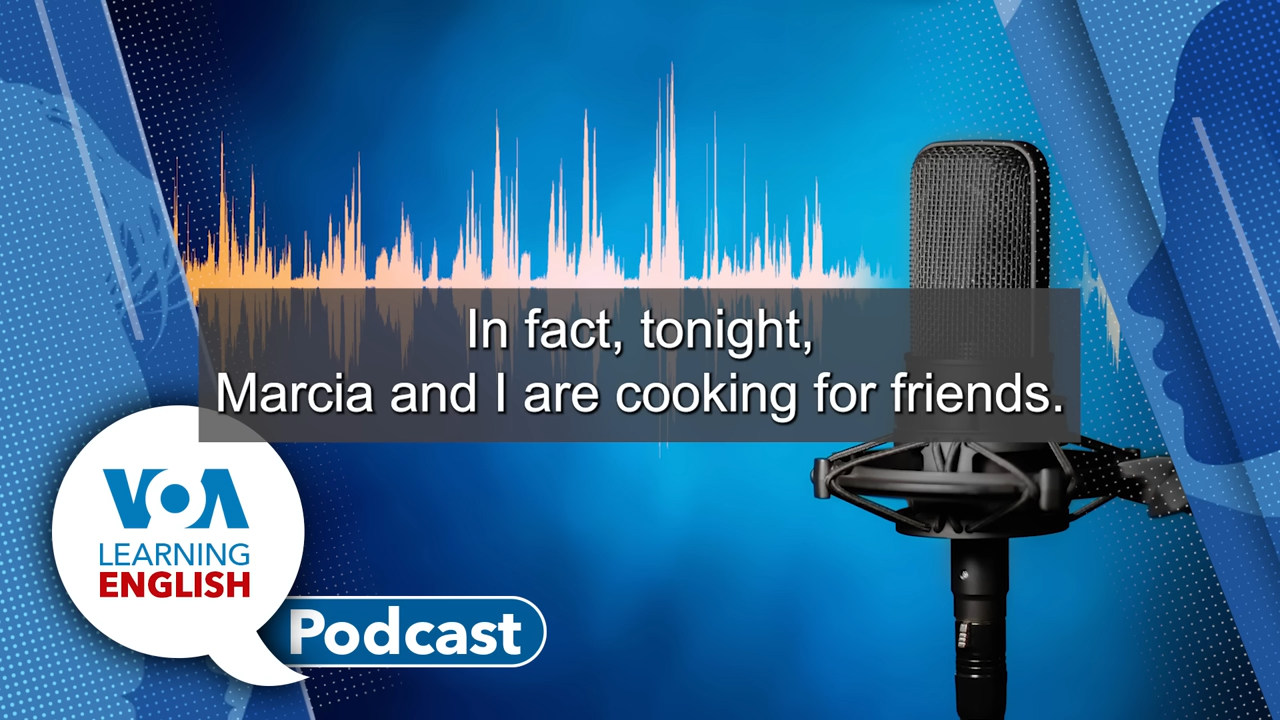 In fact, tonight,
Marcia and I are cooking for friends.
VOA
LEARNING
ENGLISH
Podcast